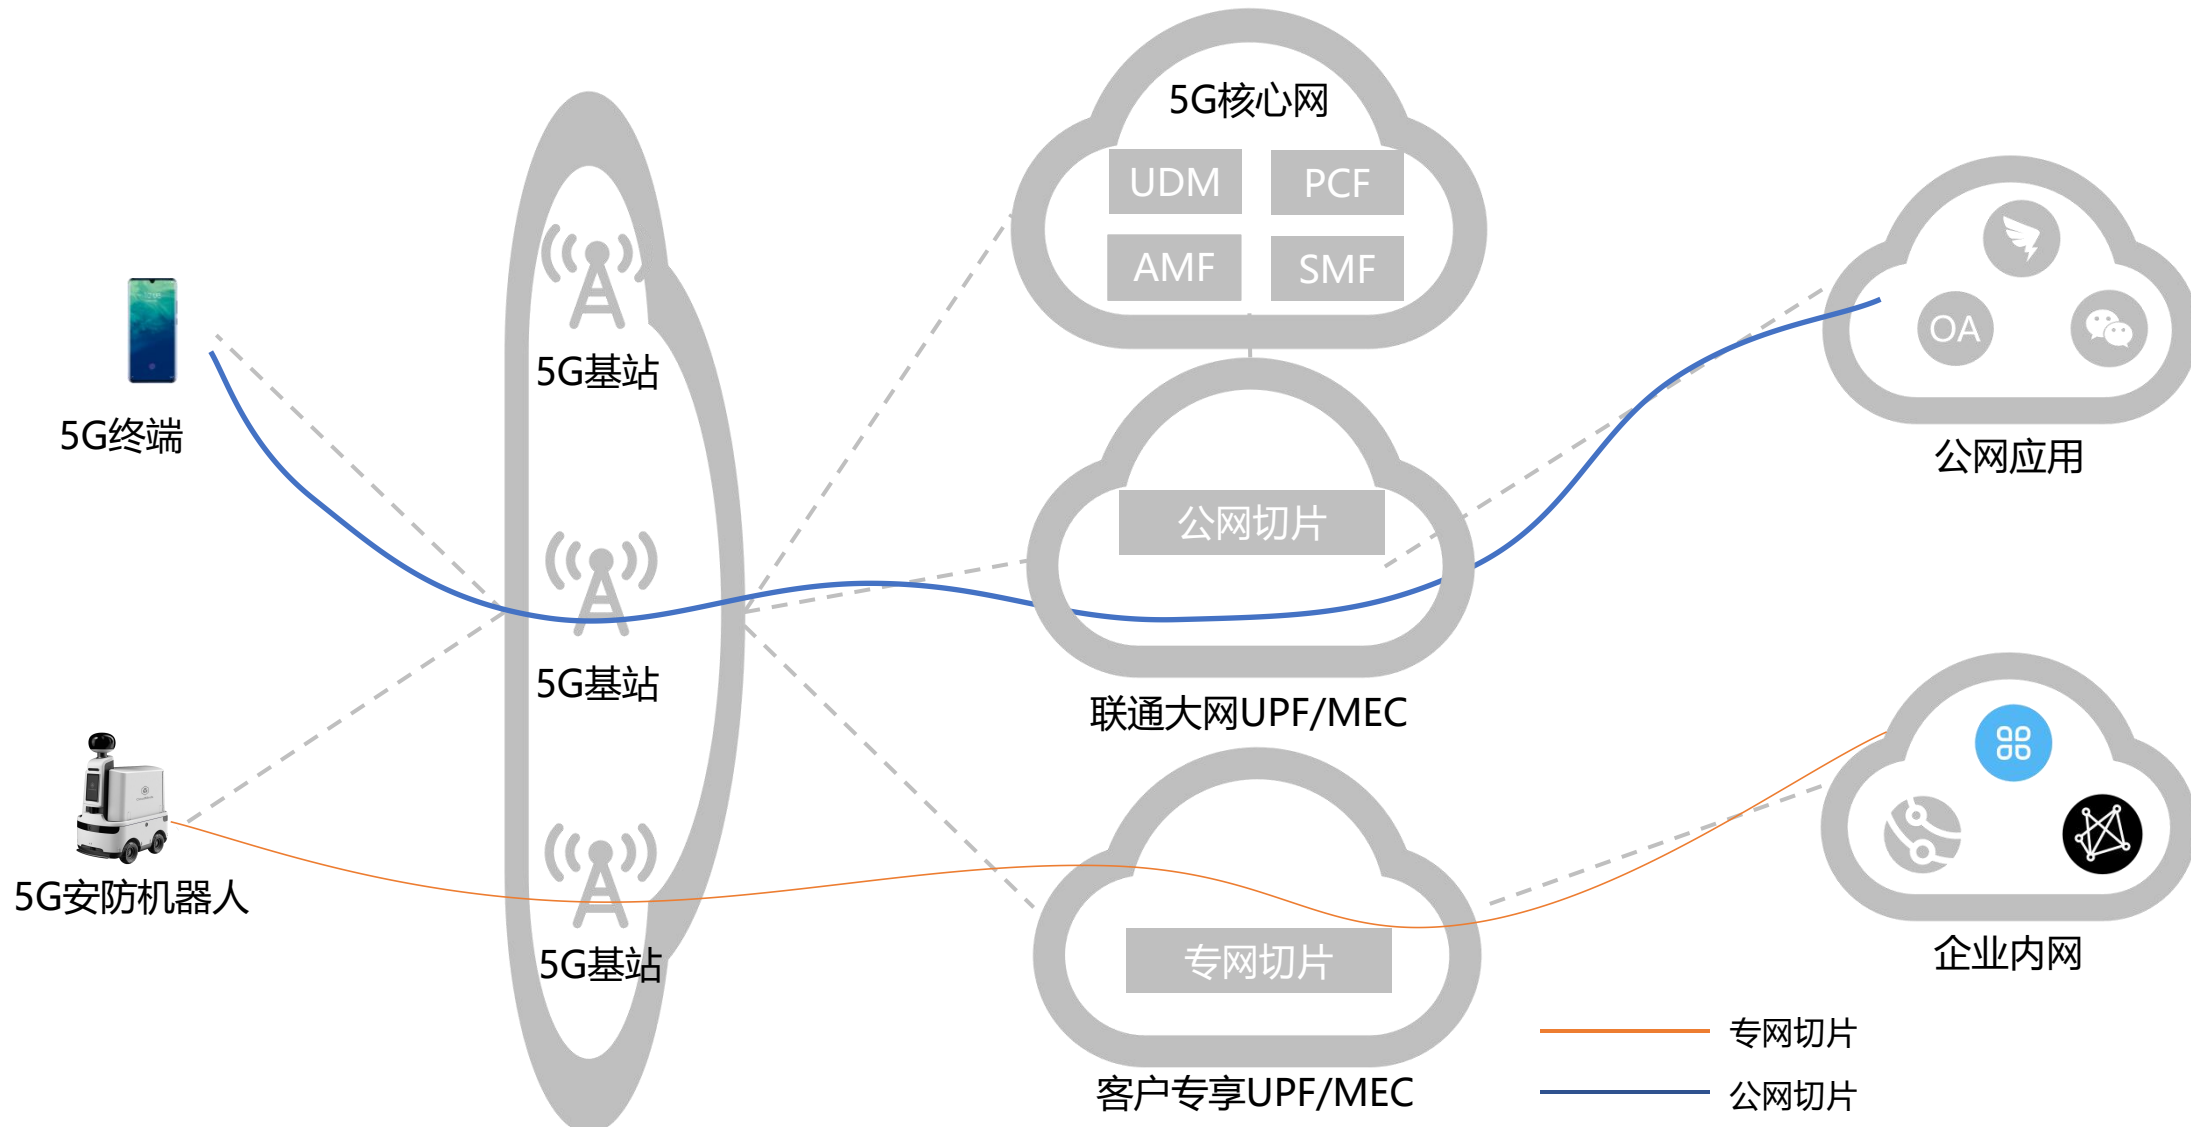 5G核心网
UDM
PCF
AMF
SMF
5G基站
5G终端
OA
公网应用
公网切片
5G基站
联通大网UPF/MEC
5G安防机器人
5G基站
专网切片
企业内网
客户专享UPF/MEC
专网切片
公网切片